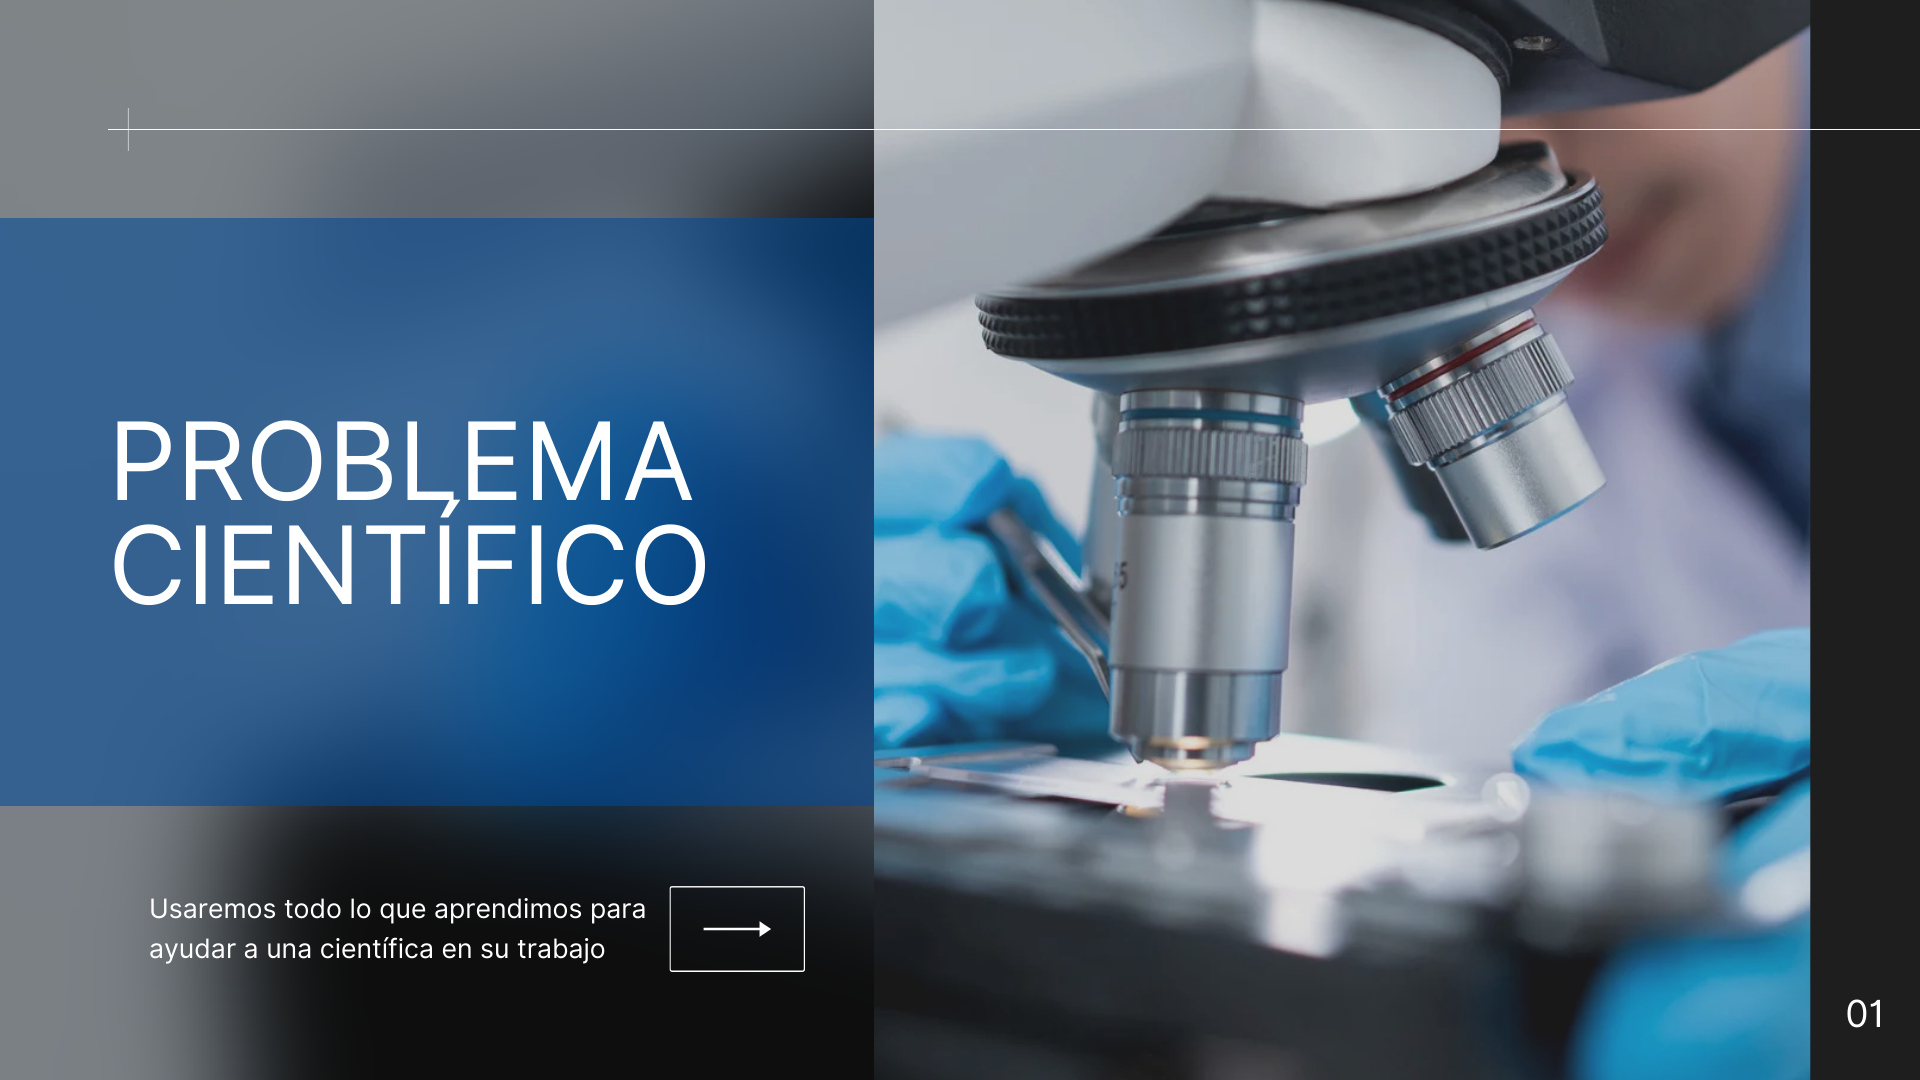 PROBLEMA
CIENTÍFICO
Usaremos todo lo que aprendimos para
ayudar a una científica en su trabajo
01